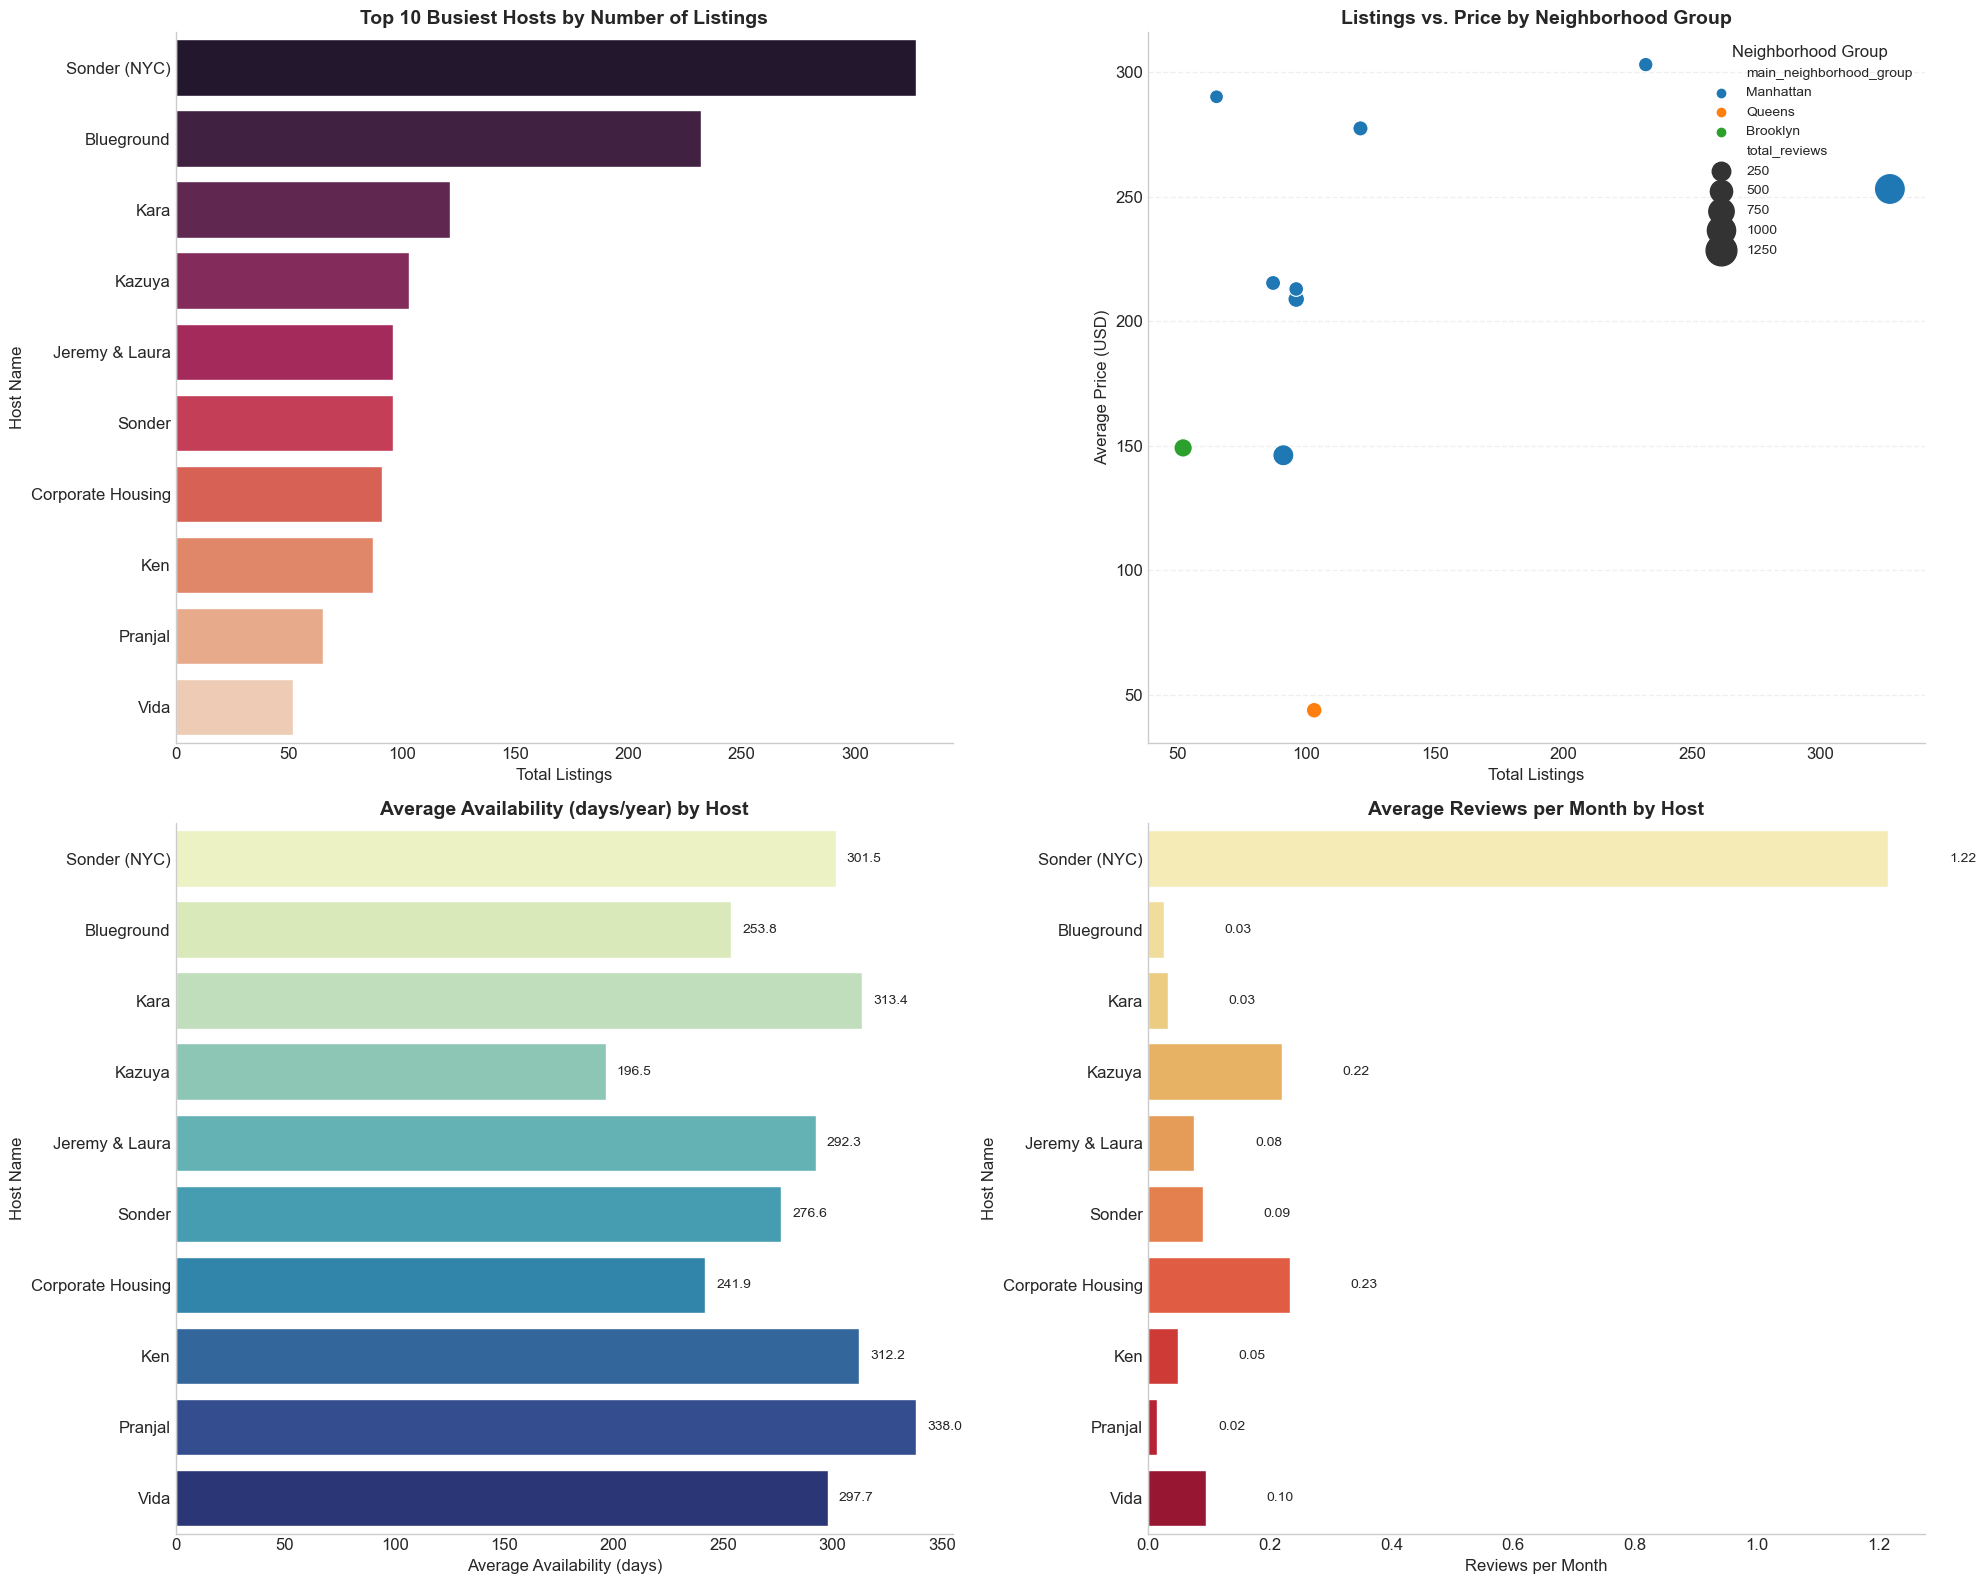 Top 10 Busiest Hosts by Number of Listings
Host Name
Sonder (NYC)
Blueground
Kara
Kazuya
Jeremy & Laura
Sonder
Corporate Housing
Ken
Pranjal
Vida
0 50 100 150 200 250 300
Total Listings
Listings vs. Price by Neighborhood Group
Average Price (USD)
300
250
200
150
100
50
Neighborhood Group
main_neighborhood_group
Manhattan
Queens
Brooklyn
total_reviews
250
500
750
1000
1250
50 100 150 200 250 300
Total Listings
Average Availability (days/year) by Host
Host Name
Sonder (NYC) 301.5
Blueground 253.8
Kara 313.4
Kazuya 196.5
Jeremy & Laura 292.3
Sonder 276.6
Corporate Housing 241.9
Ken 312.2
Pranjal 338.0
Vida 297.7
0 50 100 150 200 250 300 350
Average Availability (days)
Average Reviews per Month by Host
Host Name
Sonder (NYC) 1.22
Blueground 0.03
Kara 0.03
Kazuya 0.22
Jeremy & Laura 0.08
Sonder 0.09
Corporate Housing 0.23
Ken 0.05
Pranjal 0.02
Vida 0.10
0.0 0.2 0.4 0.6 0.8 1.0 1.2
Reviews per Month